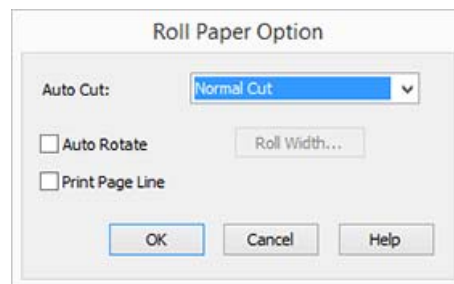 Roll Paper Option
Auto Cut: Normal Cut
Auto Rotate Roll Width...
Print Page Line
OK Cancel Help